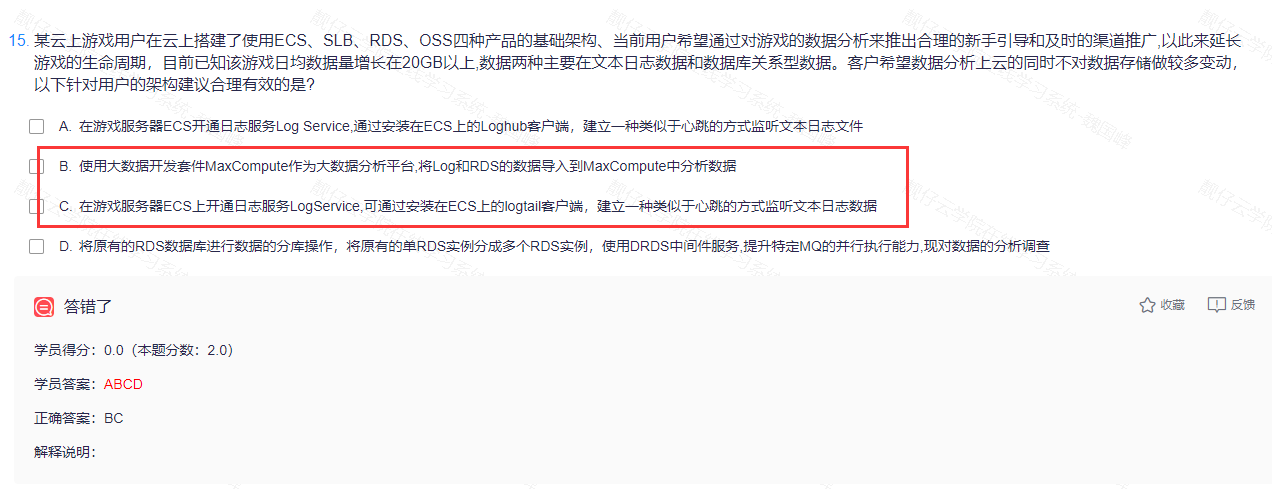 15. 某云上游戏用户在云上搭建了使用ECS、SLB、RDS、OSS四种产品的基础架构、当前用户希望通过对游戏的数据分析来推出合理的新手引导和及时的渠道推广,以此来延长
游戏的生命周期，目前已知该游戏日均数据量增长在20GB以上,数据两种主要在文本日志数据和数据库关系型数据。客户希望数据分析上云的同时不对数据存储做较多变动，
以下针对用户的架构建议合理有效的是?
A. 在游戏服务器ECS开通日志服务Log Service,通过安装在ECS上的Loghub客户端，建立一种类似于心跳的方式监听文本日志文件
B. 使用大数据开发套件MaxCompute作为大数据分析平台,将Log和RDS的数据导入到MaxCompute中分析数据
C. 在游戏服务器ECS上开通日志服务LogService,可通过安装在ECS上的logtail客户端，建立一种类似于心跳的方式监听文本日志数据
D. 将原有的RDS数据库进行数据的分库操作，将原有的单RDS实例分成多个RDS实例，使用DRDS中间件服务,提升特定MQ的并行执行能力,现对数据的分析调查
答错了
收藏
反馈
学员得分：0.0（本题分数：2.0）
学员答案：ABCD
正确答案：BC
解释说明：